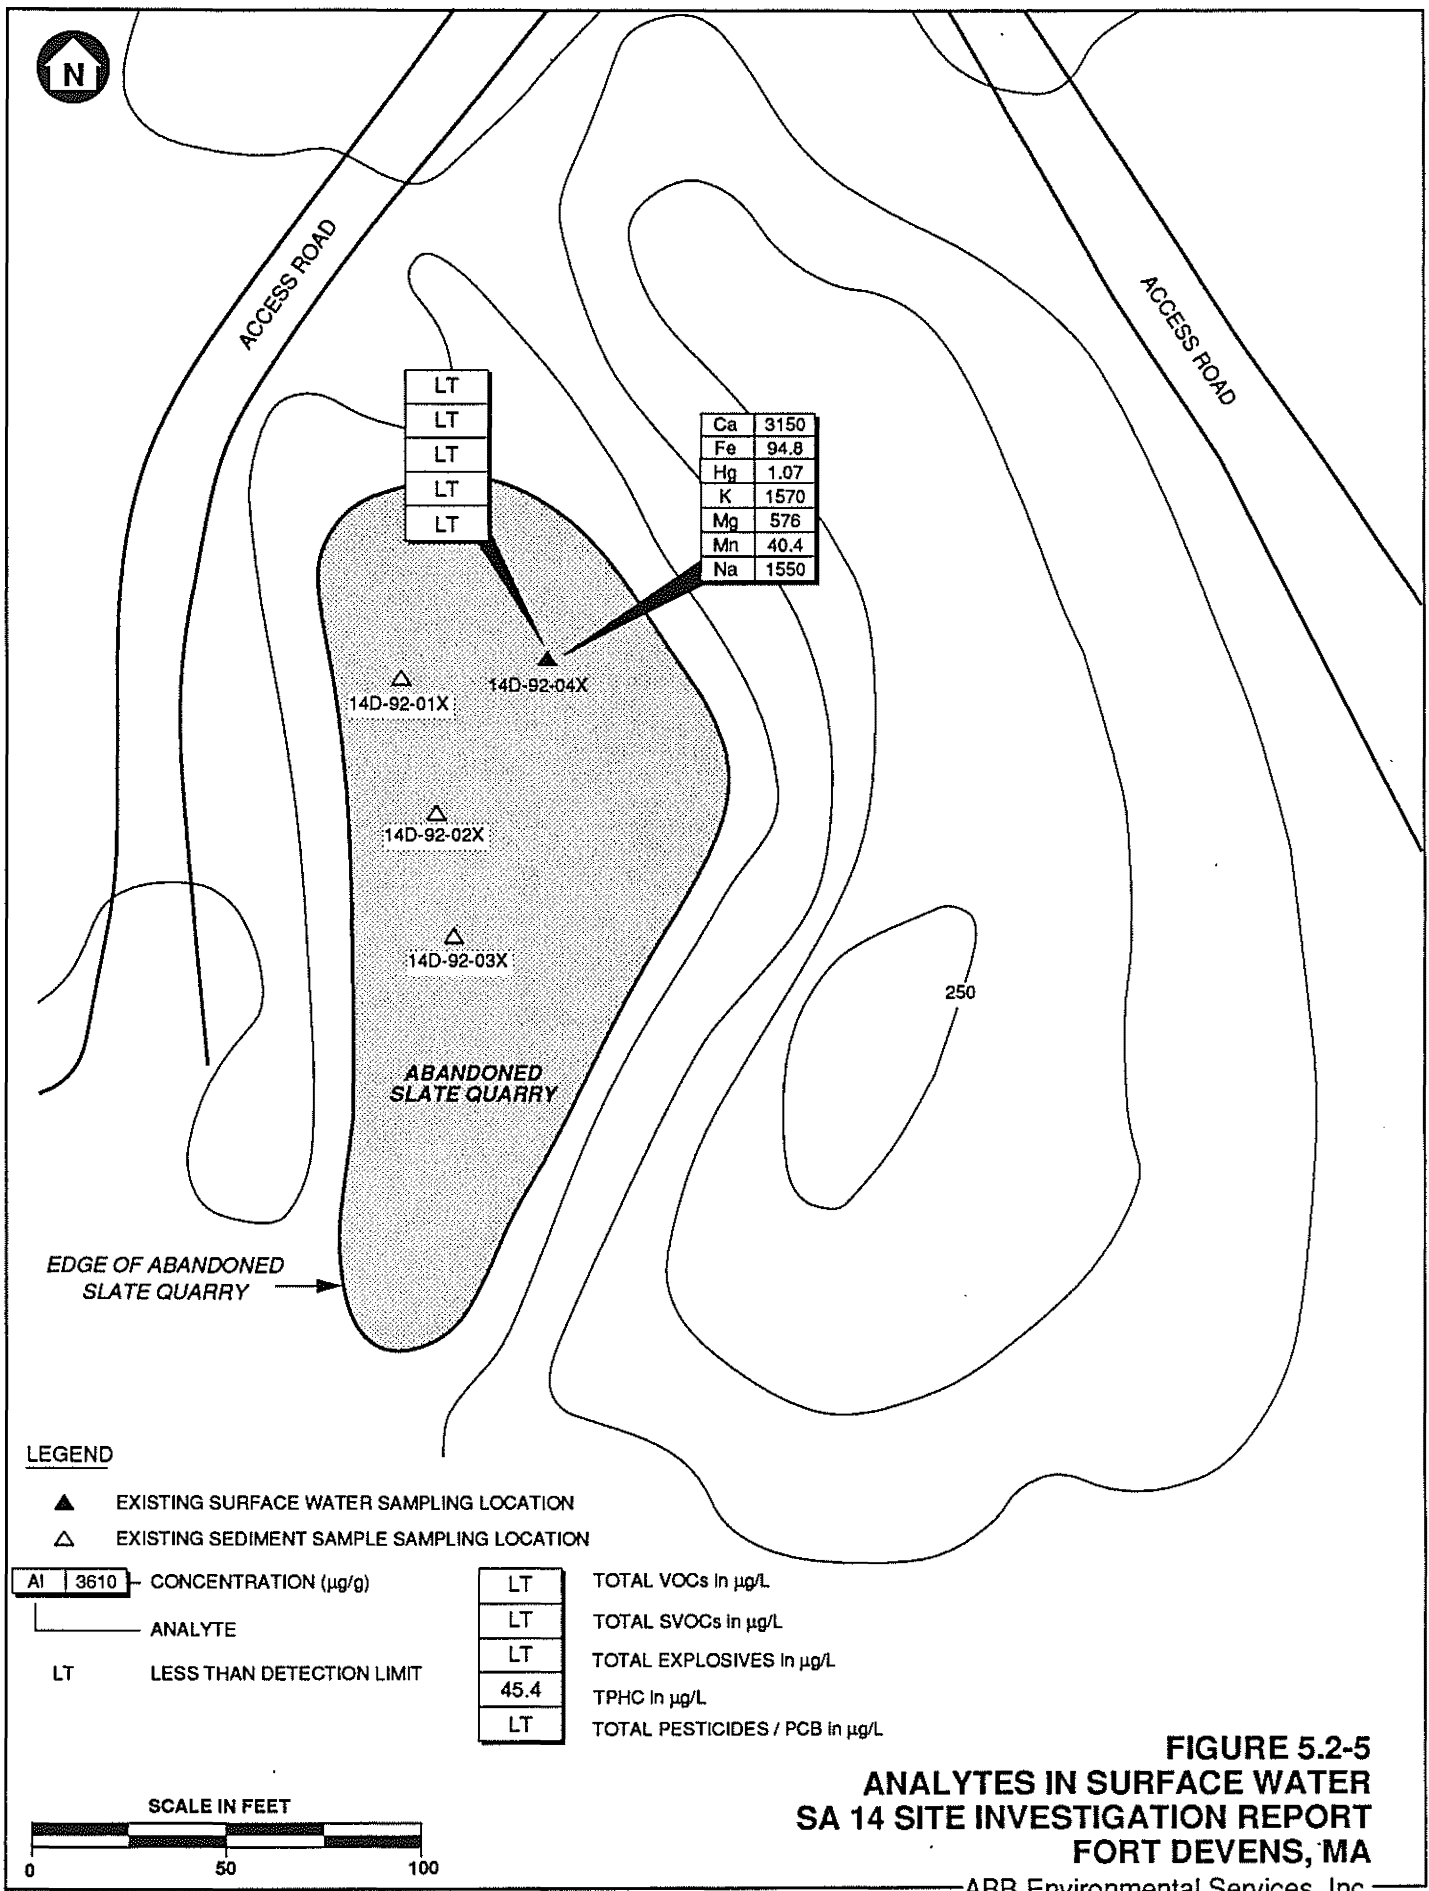 N
ACCESS ROAD
ACCESS ROAD
LT
LT
LT
LT
LT
Ca 3150
Fe 94.8
Hg 1.07
K 1570
Mg 576
Mn 40.4
Na 1550
14D-92-04X
14D-92-01X
14D-92-02X
14D-92-03X
250
ABANDONED
SLATE QUARRY
EDGE OF ABANDONED
SLATE QUARRY
LEGEND
EXISTING SURFACE WATER SAMPLING LOCATION
EXISTING SEDIMENT SAMPLE SAMPLING LOCATION
Al 3610 CONCENTRATION (µg/g)
ANALYTE
LT LESS THAN DETECTION LIMIT
LT TOTAL VOCs in µg/L
LT TOTAL SVOCs in µg/L
LT TOTAL EXPLOSIVES in µg/L
45.4 TPHC in µg/L
LT TOTAL PESTICIDES / PCB in µg/L
SCALE IN FEET
0 50 100
FIGURE 5.2-5
ANALYTES IN SURFACE WATER
SA 14 SITE INVESTIGATION REPORT
FORT DEVENS, MA
ABB Environmental Services, Inc.